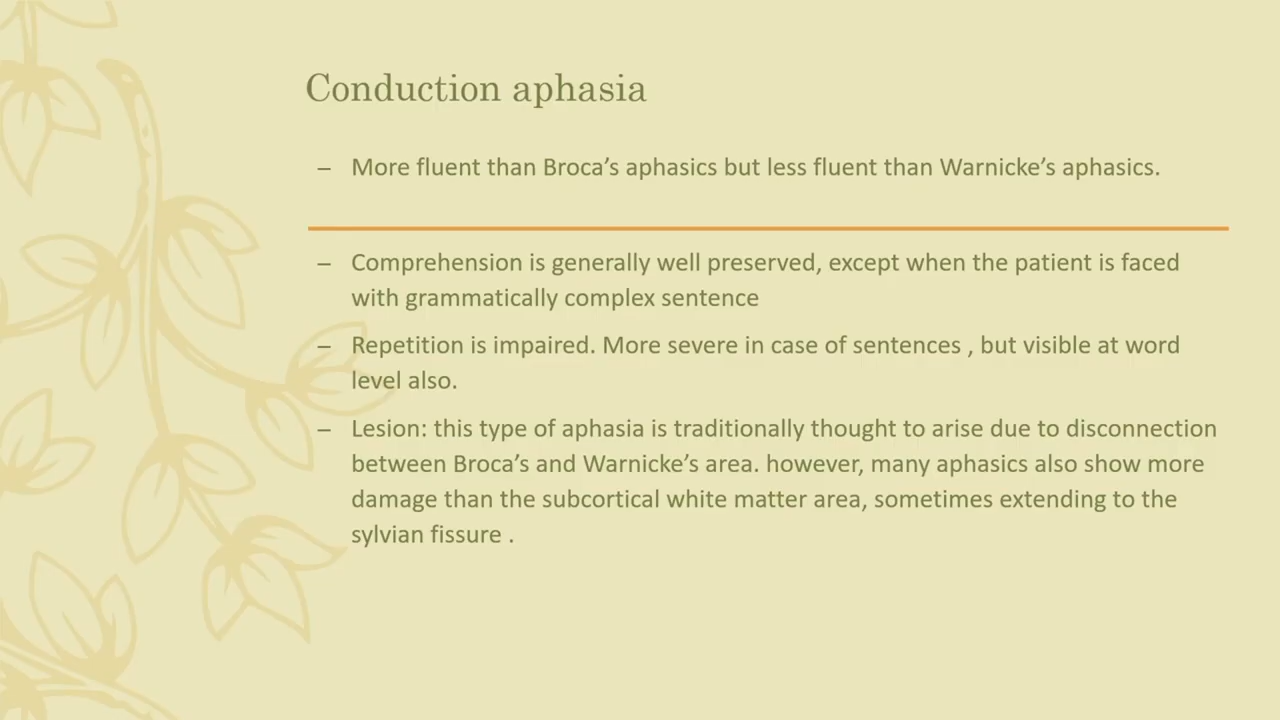 Conduction aphasia
– More fluent than Broca’s aphasics but less fluent than Warnicke’s aphasics.
– Comprehension is generally well preserved, except when the patient is faced
with grammatically complex sentence
– Repetition is impaired. More severe in case of sentences , but visible at word
level also.
– Lesion: this type of aphasia is traditionally thought to arise due to disconnection
between Broca’s and Warnicke’s area. however, many aphasics also show more
damage than the subcortical white matter area, sometimes extending to the
sylvian fissure .